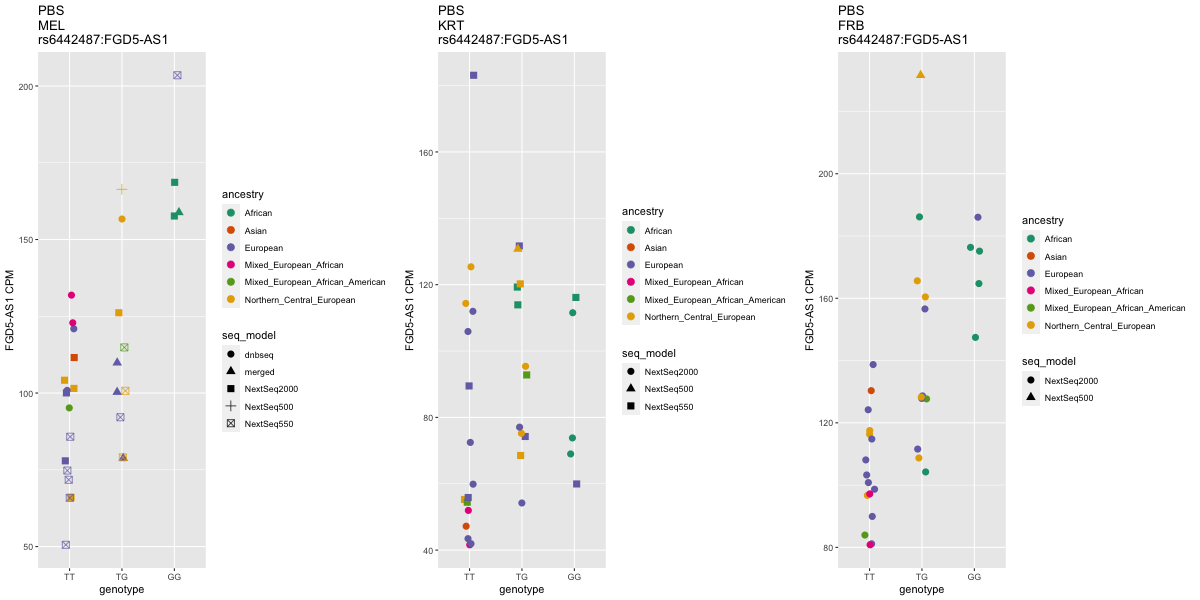 PBS
MEL
rs6442487:FGD5-AS1
FGD5-AS1 CPM
200
150
100
50
TT
TG
GG
genotype
ancestry
African
Asian
European
Mixed_European_African
Mixed_European_African_American
Northern_Central_European
seq_model
dnbseq
merged
NextSeq2000
NextSeq500
NextSeq550
PBS
KRT
rs6442487:FGD5-AS1
FGD5-AS1 CPM
160
120
80
40
TT
TG
GG
genotype
ancestry
African
Asian
European
Mixed_European_African
Mixed_European_African_American
Northern_Central_European
seq_model
NextSeq2000
NextSeq500
NextSeq550
PBS
FRB
rs6442487:FGD5-AS1
FGD5-AS1 CPM
200
160
120
80
TT
TG
GG
genotype
ancestry
African
Asian
European
Mixed_European_African
Mixed_European_African_American
Northern_Central_European
seq_model
NextSeq2000
NextSeq500